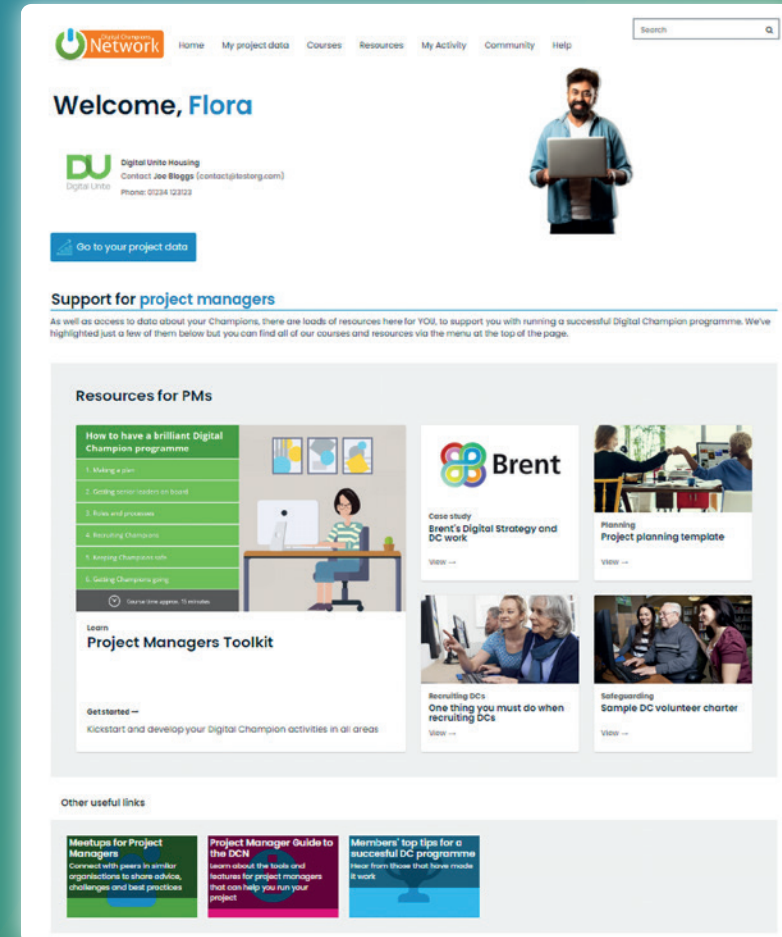 Digital Champions
Network
Home My project data Courses Resources My Activity Community Help
Search
Welcome, Flora
DU
Digital Unite
Digital Unite Housing
Contact Joe Bloggs (contact@testorg.com)
Phone: 01234 123123
Go to your project data
Support for project managers
As well as access to data about your Champions, there are loads of resources here for YOU, to support you with running a successful Digital Champion programme. We've
highlighted just a few of them below but you can find all of our courses and resources via the menu at the top of the page.
Resources for PMs
How to have a brilliant Digital
Champion programme
1. Making a plan
2. Getting senior leaders on board
3. Roles and processes
4. Recruiting Champions
5. Keeping Champions safe
6. Getting Champions going
Course time approx. 15 minutes
Learn
Project Managers Toolkit
Get started →
Kickstart and develop your Digital Champion activities in all areas
Brent
Case study
Brent's Digital Strategy and
DC work
View →
Planning
Project planning template
View →
Recruiting DCs
One thing you must do when
recruiting DCs
View →
Safeguarding
Sample DC volunteer charter
View →
Other useful links
Meetups for Project
Managers
Connect with peers in similar
organisations to share advice,
challenges and best practices
Project Manager Guide to
the DCN
Learn about the tools and
features for project managers
that can help you run your
project
Members' top tips for a
succesful DC programme
Hear from those that have made
it work